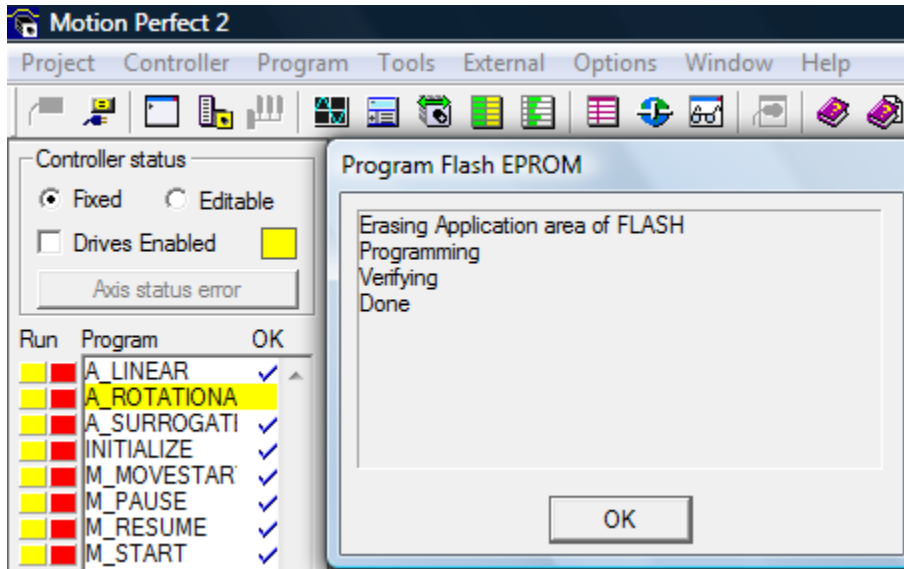 Motion Perfect 2
Project Controller Program Tools External Options Window Help
Controller status
Fixed Editable
Drives Enabled
Axis status error
Run Program OK
A_LINEAR
A_ROTATIONA
A_SURROGATI
INITIALIZE
M_MOVESTAR
M_PAUSE
M_RESUME
M_START
Program Flash EPROM
Erasing Application area of FLASH
Programming
Verifying
Done
OK